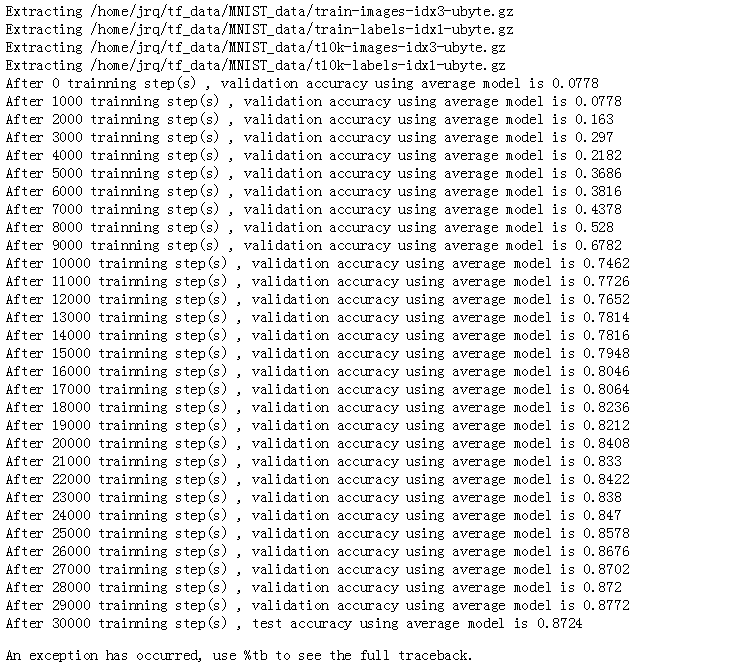 Extracting /home/jrq/tf_data/MNIST_data/train-images-idx3-ubyte.gz
Extracting /home/jrq/tf_data/MNIST_data/train-labels-idx1-ubyte.gz
Extracting /home/jrq/tf_data/MNIST_data/t10k-images-idx3-ubyte.gz
Extracting /home/jrq/tf_data/MNIST_data/t10k-labels-idx1-ubyte.gz
After 0 trainning step(s) , validation accuracy using average model is 0.0778
After 1000 trainning step(s) , validation accuracy using average model is 0.0778
After 2000 trainning step(s) , validation accuracy using average model is 0.163
After 3000 trainning step(s) , validation accuracy using average model is 0.297
After 4000 trainning step(s) , validation accuracy using average model is 0.2182
After 5000 trainning step(s) , validation accuracy using average model is 0.3686
After 6000 trainning step(s) , validation accuracy using average model is 0.3816
After 7000 trainning step(s) , validation accuracy using average model is 0.4378
After 8000 trainning step(s) , validation accuracy using average model is 0.528
After 9000 trainning step(s) , validation accuracy using average model is 0.6782
After 10000 trainning step(s) , validation accuracy using average model is 0.7462
After 11000 trainning step(s) , validation accuracy using average model is 0.7726
After 12000 trainning step(s) , validation accuracy using average model is 0.7652
After 13000 trainning step(s) , validation accuracy using average model is 0.7814
After 14000 trainning step(s) , validation accuracy using average model is 0.7816
After 15000 trainning step(s) , validation accuracy using average model is 0.7948
After 16000 trainning step(s) , validation accuracy using average model is 0.8046
After 17000 trainning step(s) , validation accuracy using average model is 0.8064
After 18000 trainning step(s) , validation accuracy using average model is 0.8236
After 19000 trainning step(s) , validation accuracy using average model is 0.8212
After 20000 trainning step(s) , validation accuracy using average model is 0.8408
After 21000 trainning step(s) , validation accuracy using average model is 0.833
After 22000 trainning step(s) , validation accuracy using average model is 0.8422
After 23000 trainning step(s) , validation accuracy using average model is 0.838
After 24000 trainning step(s) , validation accuracy using average model is 0.847
After 25000 trainning step(s) , validation accuracy using average model is 0.8578
After 26000 trainning step(s) , validation accuracy using average model is 0.8676
After 27000 trainning step(s) , validation accuracy using average model is 0.8702
After 28000 trainning step(s) , validation accuracy using average model is 0.872
After 29000 trainning step(s) , validation accuracy using average model is 0.8772
After 30000 trainning step(s) , test accuracy using average model is 0.8724
An exception has occurred, use %tb to see the full traceback.